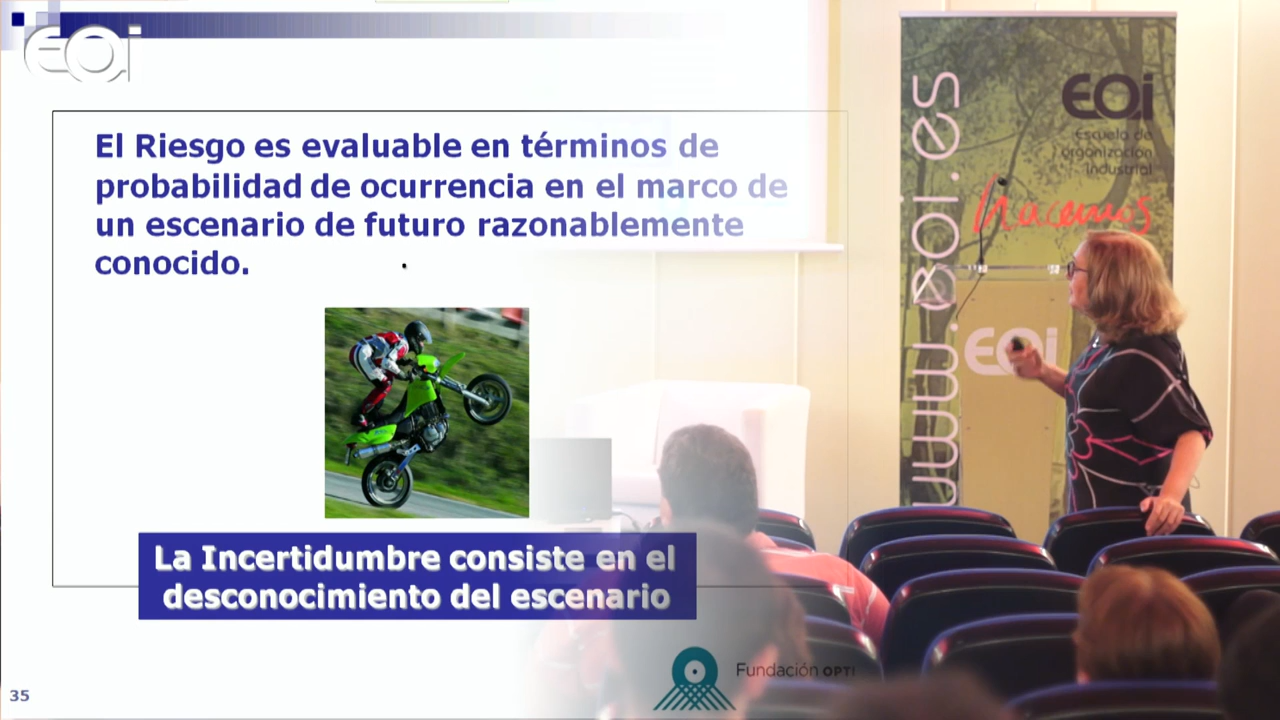 EOi
El Riesgo es evaluable en términos de
probabilidad de ocurrencia en el marco de
un escenario de futuro razonablemente
conocido.
La Incertidumbre consiste en el
desconocimiento del escenario
35
Fundación OPTI
www.eoi.es
EOi
Escuela de
organización
industrial
hacemos
EOi